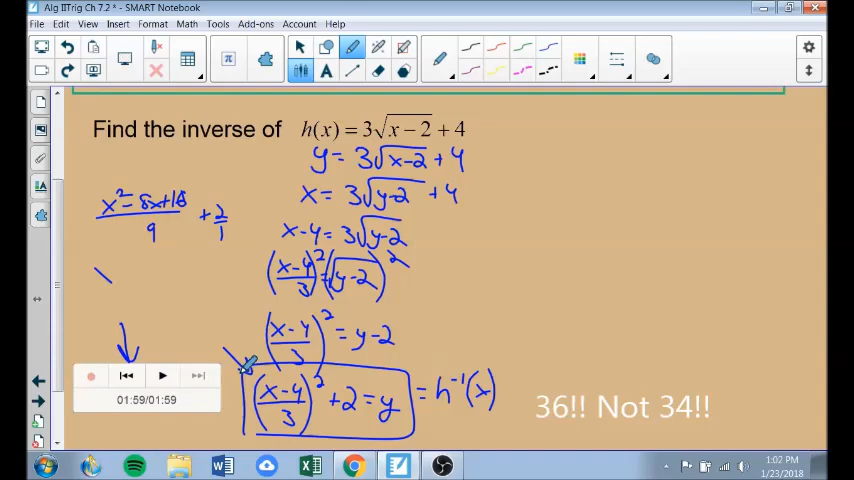 Alg IITrig Ch 7.2 * - SMART Notebook
File Edit View Insert Format Math Tools Add-ons Account Help
Find the inverse of h(x) = 3√(x − 2) + 4
y = 3√(x-2) + 4
x = 3√(y-2) + 4
x-4 = 3√(y-2)
((x-4)/3)² = (√(y-2))²
((x-4)/3)² = y-2
((x-4)/3)² + 2 = y = h⁻¹(x)
(x² - 8x+16)/9 + 2/1
01:59/01:59
36!! Not 34!!
1:02 PM
1/23/2018